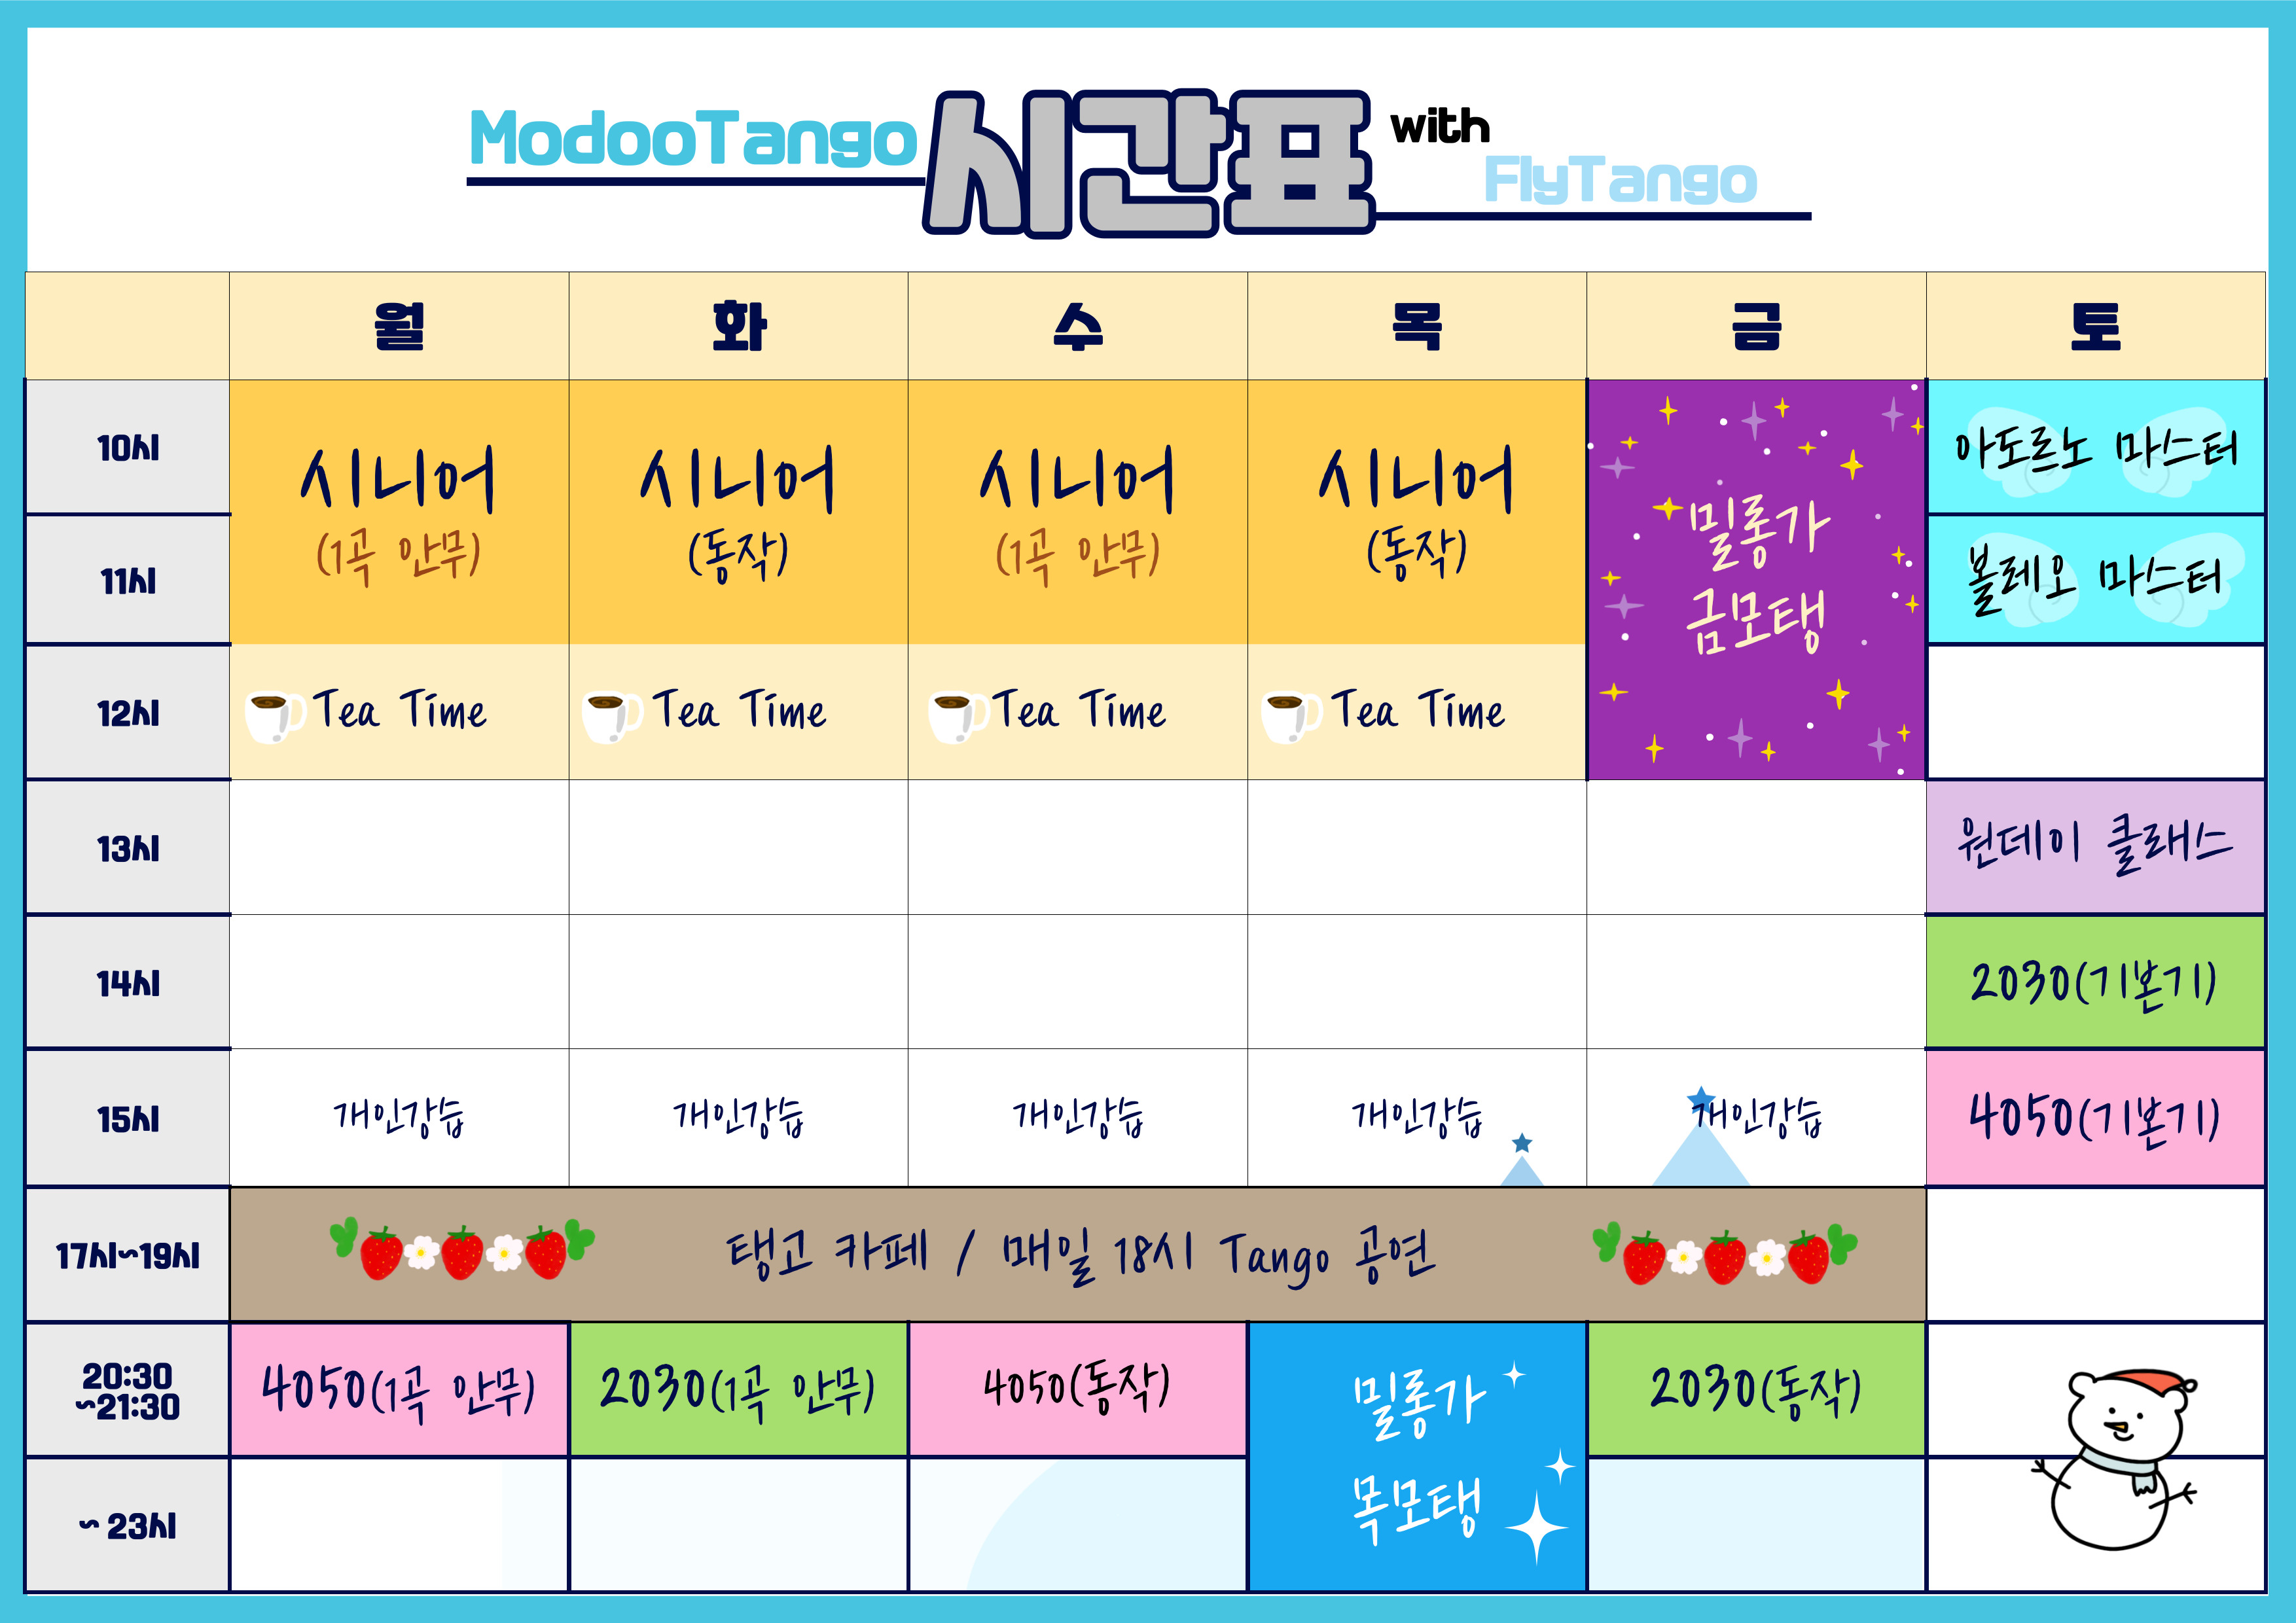 ModooTango 시간표 with FlyTango
월 화 수 목 금 토
10시
시니어 시니어 시니어 시니어
(1곡 안무) (동작) (1곡 안무) (동작)
밀롱가
금모탱
아도르노 마스터
11시
볼레오 마스터
12시 Tea Time Tea Time Tea Time Tea Time
13시 원데이 클래스
14시 2030(기본기)
15시 개인강습 개인강습 개인강습 개인강습 개인강습 4050(기본기)
17시~19시 탱고 카페 / 매일 18시 Tango 공연
20:30
~21:30
4050(1곡 안무) 2030(1곡 안무) 4050(동작)
밀롱가
목모탱
2030(동작)
~ 23시